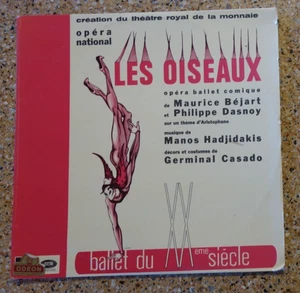 création du théâtre royal de la monnaie
opéra
national
LES OISEAUX
opéra ballet comique
de Maurice Béjart
et Philippe Dasnoy
sur un thème d'Aristophane
musique de
Manos Hadjidakis
décors et costumes de
Germinal Casado
ballet du XXème siècle
ODEON